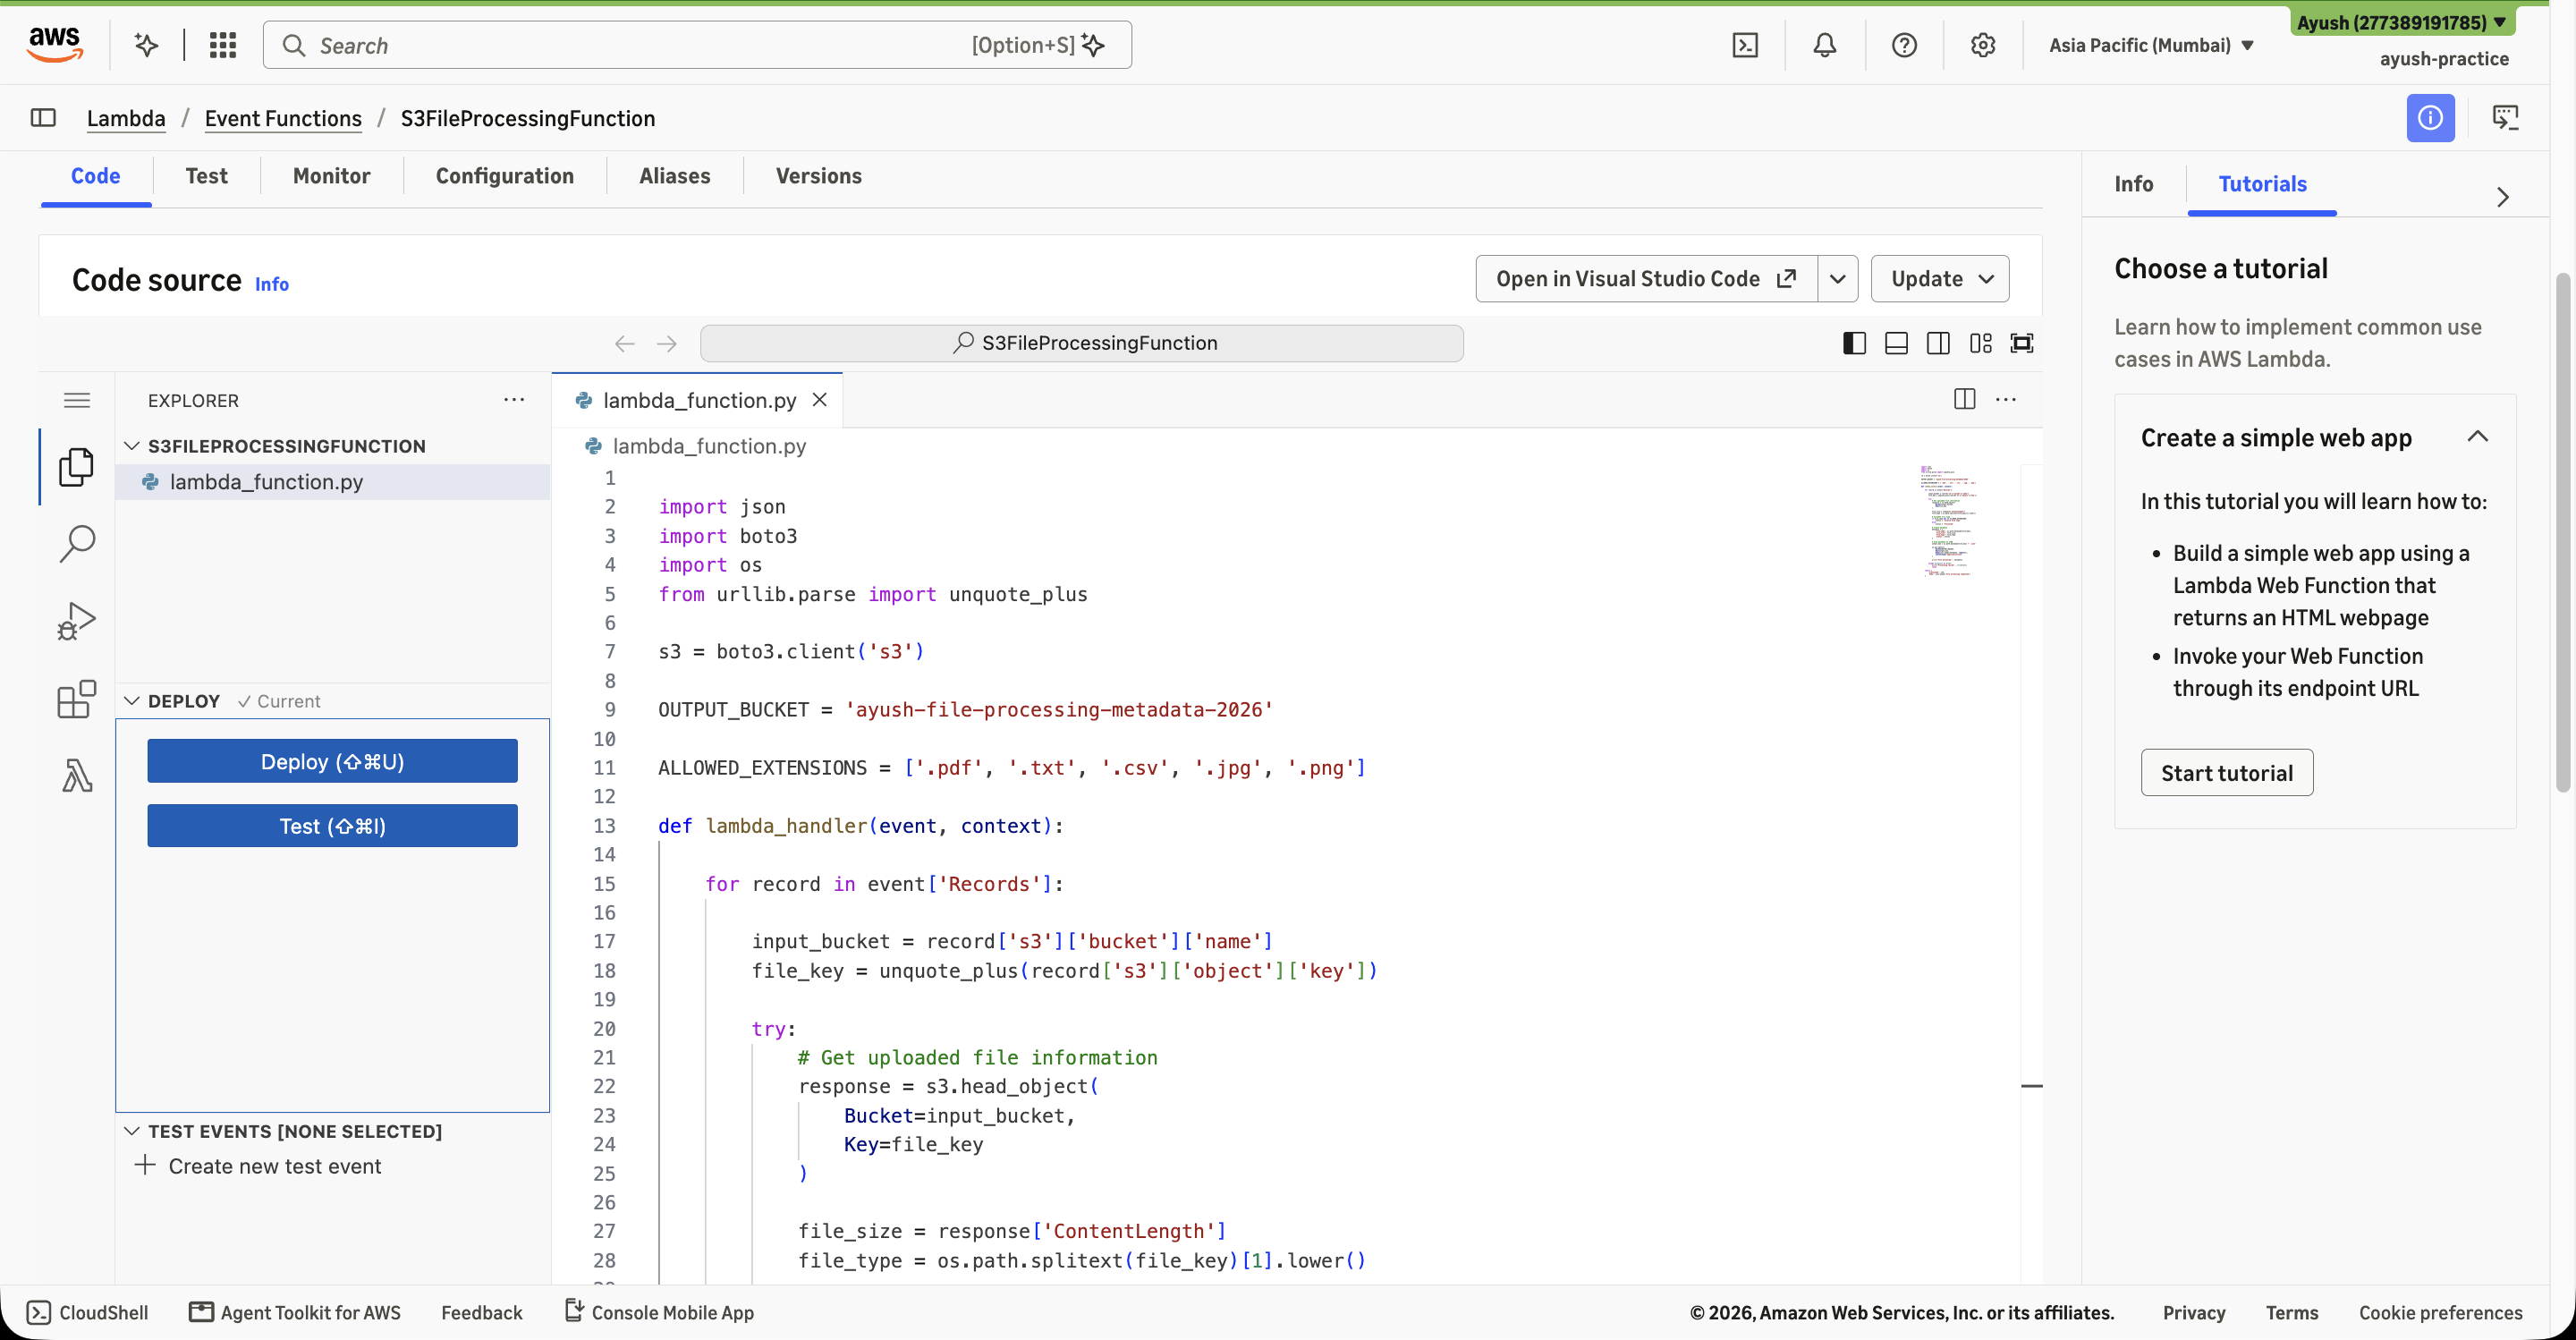 Ayush (277389191785) ▼
aws
Search
[Option+S]
Asia Pacific (Mumbai) ▼
ayush-practice
Lambda / Event Functions / S3FileProcessingFunction
Code
Test
Monitor
Configuration
Aliases
Versions
Code source Info
Open in Visual Studio Code
Update
S3FileProcessingFunction
EXPLORER
S3FILEPROCESSINGFUNCTION
lambda_function.py
DEPLOY ✓ Current
Deploy (⇧⌘U)
Test (⇧⌘I)
TEST EVENTS [NONE SELECTED]
+ Create new test event
lambda_function.py
lambda_function.py
1
2 import json
3 import boto3
4 import os
5 from urllib.parse import unquote_plus
6
7 s3 = boto3.client('s3')
8
9 OUTPUT_BUCKET = 'ayush-file-processing-metadata-2026'
10
11 ALLOWED_EXTENSIONS = ['.pdf', '.txt', '.csv', '.jpg', '.png']
12
13 def lambda_handler(event, context):
14
15 for record in event['Records']:
16
17 input_bucket = record['s3']['bucket']['name']
18 file_key = unquote_plus(record['s3']['object']['key'])
19
20 try:
21 # Get uploaded file information
22 response = s3.head_object(
23 Bucket=input_bucket,
24 Key=file_key
25 )
26
27 file_size = response['ContentLength']
28 file_type = os.path.splitext(file_key)[1].lower()
Info
Tutorials
Choose a tutorial
Learn how to implement common use
cases in AWS Lambda.
Create a simple web app
In this tutorial you will learn how to:
• Build a simple web app using a
Lambda Web Function that
returns an HTML webpage
• Invoke your Web Function
through its endpoint URL
Start tutorial
CloudShell
Agent Toolkit for AWS
Feedback
Console Mobile App
© 2026, Amazon Web Services, Inc. or its affiliates.
Privacy
Terms
Cookie preferences